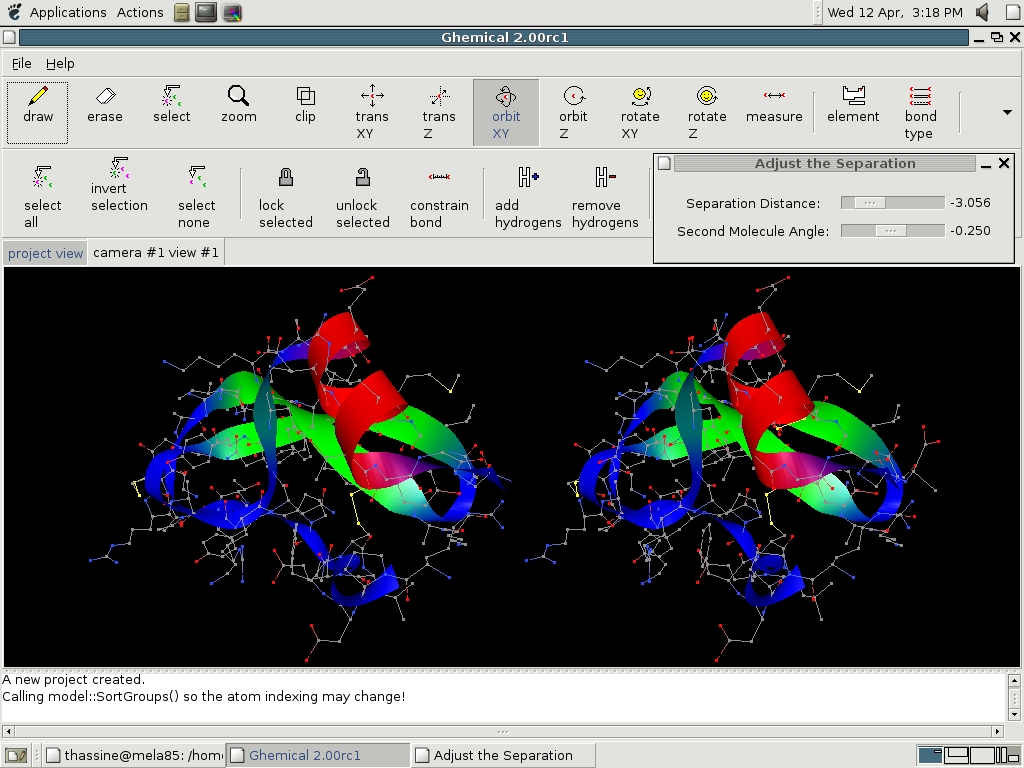 Applications Actions Wed 12 Apr, 3:18 PM
Ghemical 2.00rc1
File Help
draw erase select zoom clip trans XY trans Z orbit XY orbit Z rotate XY rotate Z measure element bond type
select all invert selection select none lock selected unlock selected constrain bond add hydrogens remove hydrogens
Adjust the Separation
Separation Distance: -3.056
Second Molecule Angle: -0.250
project view camera #1 view #1
A new project created.
Calling model::SortGroups() so the atom indexing may change!
thassine@mela85: /home Ghemical 2.00rc1 Adjust the Separation